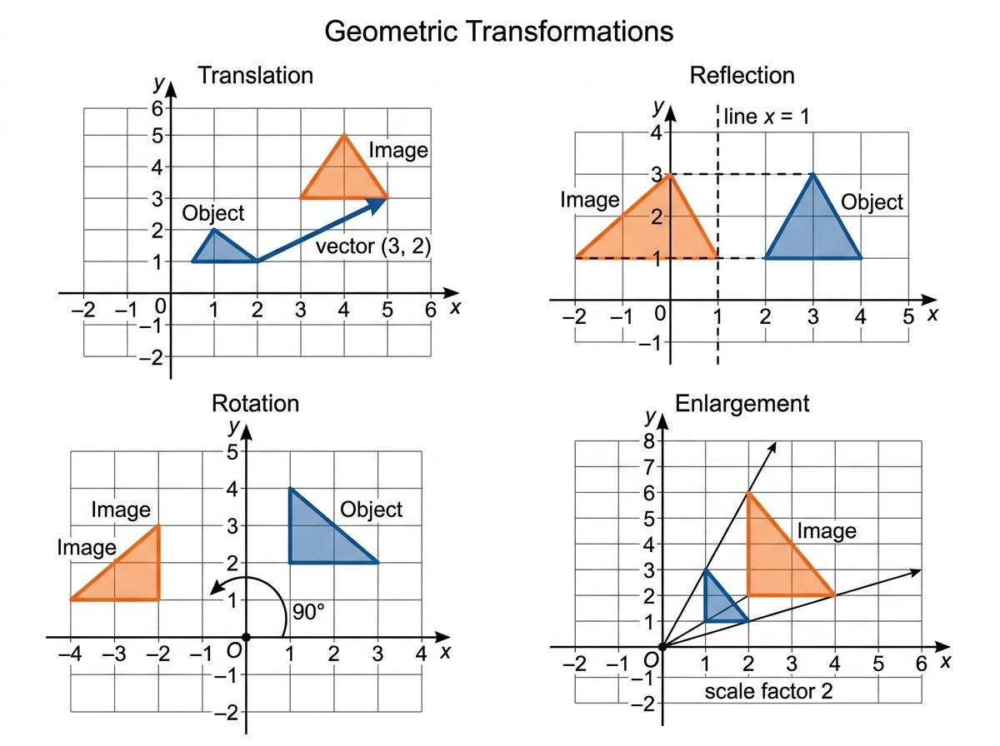 Geometric Transformations
Translation
y
6
5
4
3
2
1
0
−1
−2
−2 −1 1 2 3 4 5 6 x
Image
Object
vector (3, 2)
Reflection
y
line x = 1
4
3
2
1
0
−1
−2 −1 1 2 3 4 5 x
Image
Object
Rotation
y
5
4
3
2
1
−1
−2
−4 −3 −2 −1 O 1 2 3 4 x
Image
Image
Object
90°
Enlargement
y
8
7
6
5
4
3
2
1
−1
−2
−2 −1 O 1 2 3 4 5 6 x
Image
scale factor 2